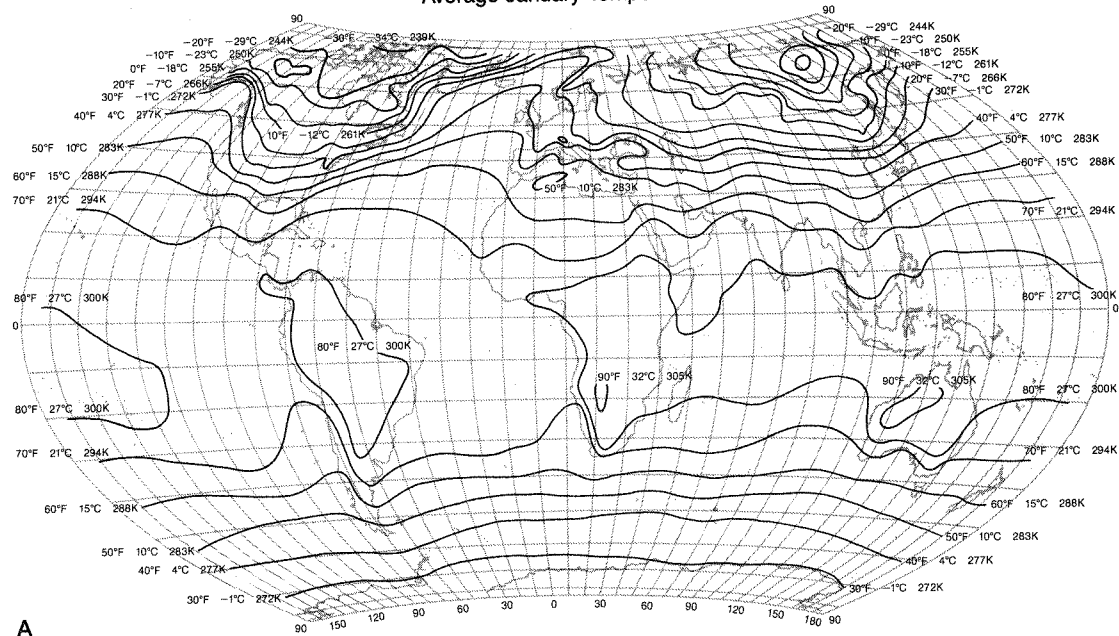 Average January
90
90
−20°F −29°C 244K
−30°F −34°C 239K
−20°F −29°C 244K
−10°F −23°C 250K
−10°F −23°C 250K
0°F −18°C 255K
0°F −18°C 255K
10°F −12°C 261K
20°F −7°C 266K
20°F −7°C 266K
30°F −1°C 272K
30°F −1°C 272K
40°F 4°C 277K
40°F 4°C 277K
10°F −12°C 261K
50°F 10°C 283K
50°F 10°C 283K
60°F 15°C 288K
60°F 15°C 288K
50°F 10°C 283K
70°F 21°C 294K
70°F 21°C 294K
80°F 27°C 300K
80°F 27°C 300K
0
0
80°F 27°C 300K
90°F 32°C 305K
90°F 32°C 305K
80°F 27°C 300K
80°F 27°C 300K
70°F 21°C 294K
70°F 21°C 294K
60°F 15°C 288K
60°F 15°C 288K
50°F 10°C 283K
50°F 10°C 283K
40°F 4°C 277K
40°F 4°C 277K
30°F −1°C 272K
30°F −1°C 272K
90 150 120 90 60 30 0 30 60 90 120 150 180 90
A